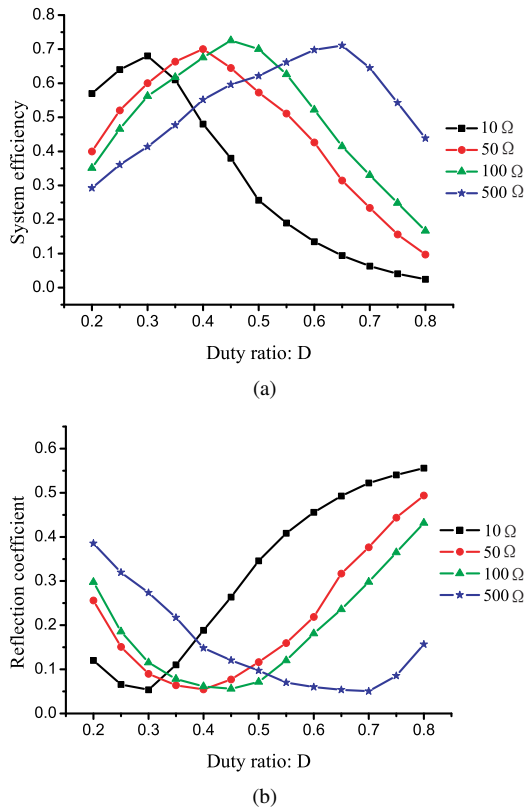 0.8
0.7
0.6
0.5
0.4
0.3
0.2
0.1
0.0
System efficiency
10 Ω
50 Ω
100 Ω
500 Ω
0.2 0.3 0.4 0.5 0.6 0.7 0.8
Duty ratio: D
(a)
0.6
0.5
0.4
0.3
0.2
0.1
0.0
Reflection coefficient
10 Ω
50 Ω
100 Ω
500 Ω
0.2 0.3 0.4 0.5 0.6 0.7 0.8
Duty ratio: D
(b)